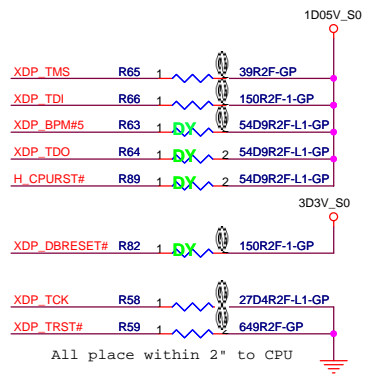 1D05V_S0
XDP_TMS R65 1 39R2F-GP
XDP_TDI R66 1 150R2F-1-GP
XDP_BPM#5 R63 1 DY 54D9R2F-L1-GP
XDP_TDO R64 1 DY 2 54D9R2F-L1-GP
H_CPURST# R89 1 DY 2 54D9R2F-L1-GP
3D3V_S0
XDP_DBRESET# R82 1 DY 2 150R2F-1-GP
XDP_TCK R58 1 27D4R2F-L1-GP
XDP_TRST# R59 1 2 649R2F-GP
All place within 2" to CPU